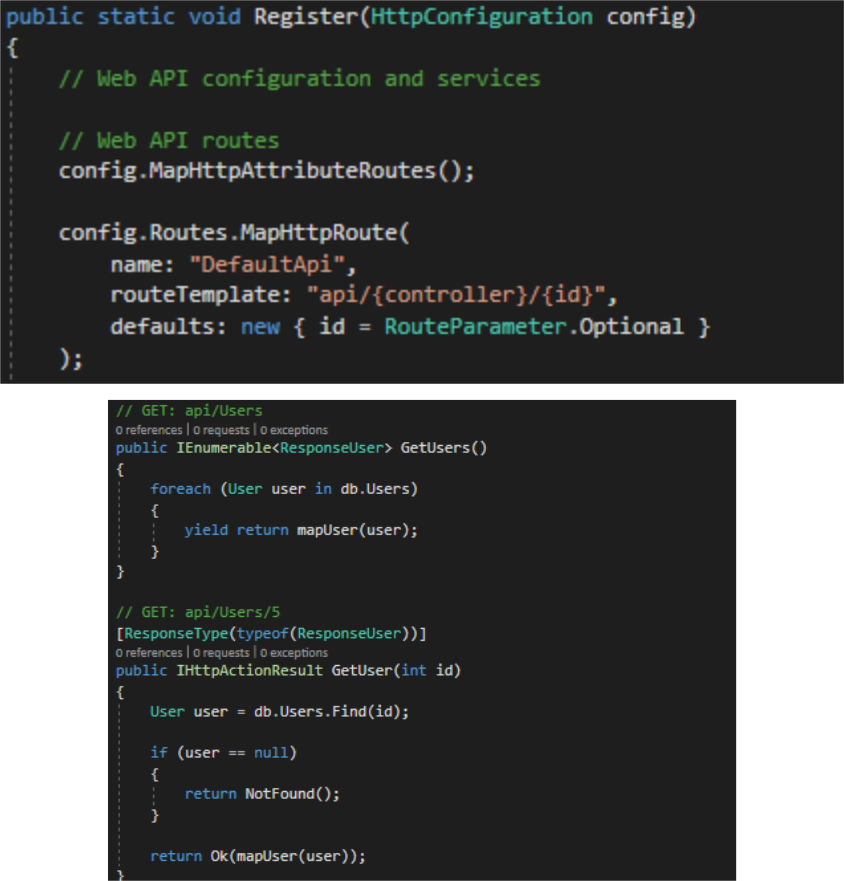 public static void Register(HttpConfiguration config)
{
// Web API configuration and services
// Web API routes
config.MapHttpAttributeRoutes();
config.Routes.MapHttpRoute(
name: "DefaultApi",
routeTemplate: "api/{controller}/{id}",
defaults: new { id = RouteParameter.Optional }
);
// GET: api/Users
0 references | 0 requests | 0 exceptions
public IEnumerable<ResponseUser> GetUsers()
{
foreach (User user in db.Users)
{
yield return mapUser(user);
}
}
// GET: api/Users/5
[ResponseType(typeof(ResponseUser))]
0 references | 0 requests | 0 exceptions
public IHttpActionResult GetUser(int id)
{
User user = db.Users.Find(id);
if (user == null)
{
return NotFound();
}
return Ok(mapUser(user));
}